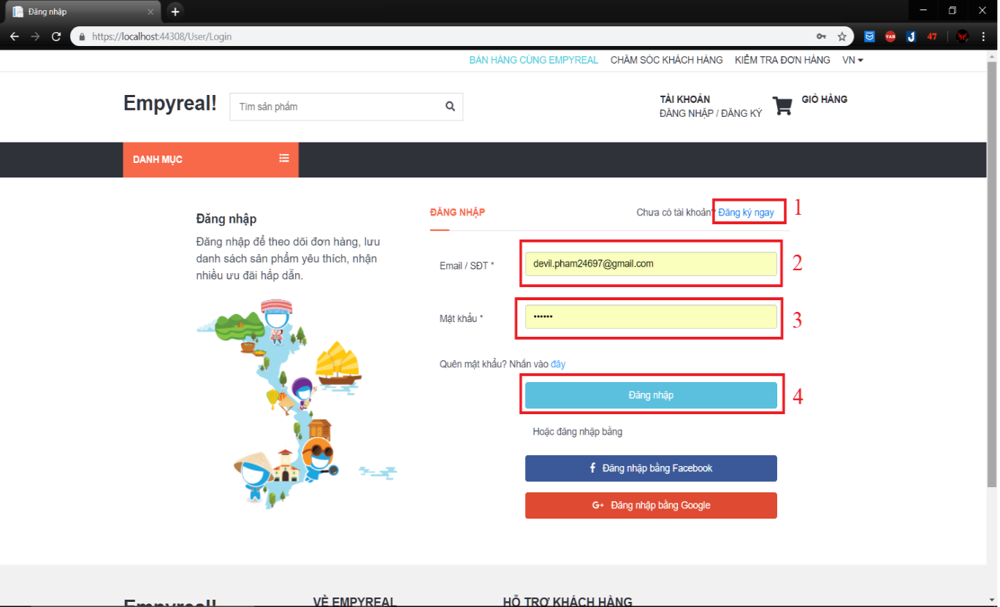 Đăng nhập
https://localhost:44308/User/Login
YAB
47
BÁN HÀNG CÙNG EMPYREAL CHĂM SÓC KHÁCH HÀNG KIỂM TRA ĐƠN HÀNG VN
Empyreal!
Tìm sản phẩm
TÀI KHOẢN
ĐĂNG NHẬP / ĐĂNG KÝ
GIỎ HÀNG
DANH MỤC
Đăng nhập
Đăng nhập để theo dõi đơn hàng, lưu
danh sách sản phẩm yêu thích, nhận
nhiều ưu đãi hấp dẫn.
ĐĂNG NHẬP
Chưa có tài khoản? Đăng ký ngay
1
Email / SĐT *
devil.pham24697@gmail.com
2
Mật khẩu *
••••••
3
Quên mật khẩu? Nhấn vào đây
Đăng nhập
4
Hoặc đăng nhập bằng
Đăng nhập bằng Facebook
G+ Đăng nhập bằng Google
Empyreal!
VỀ EMPYREAL
HỖ TRỢ KHÁCH HÀNG